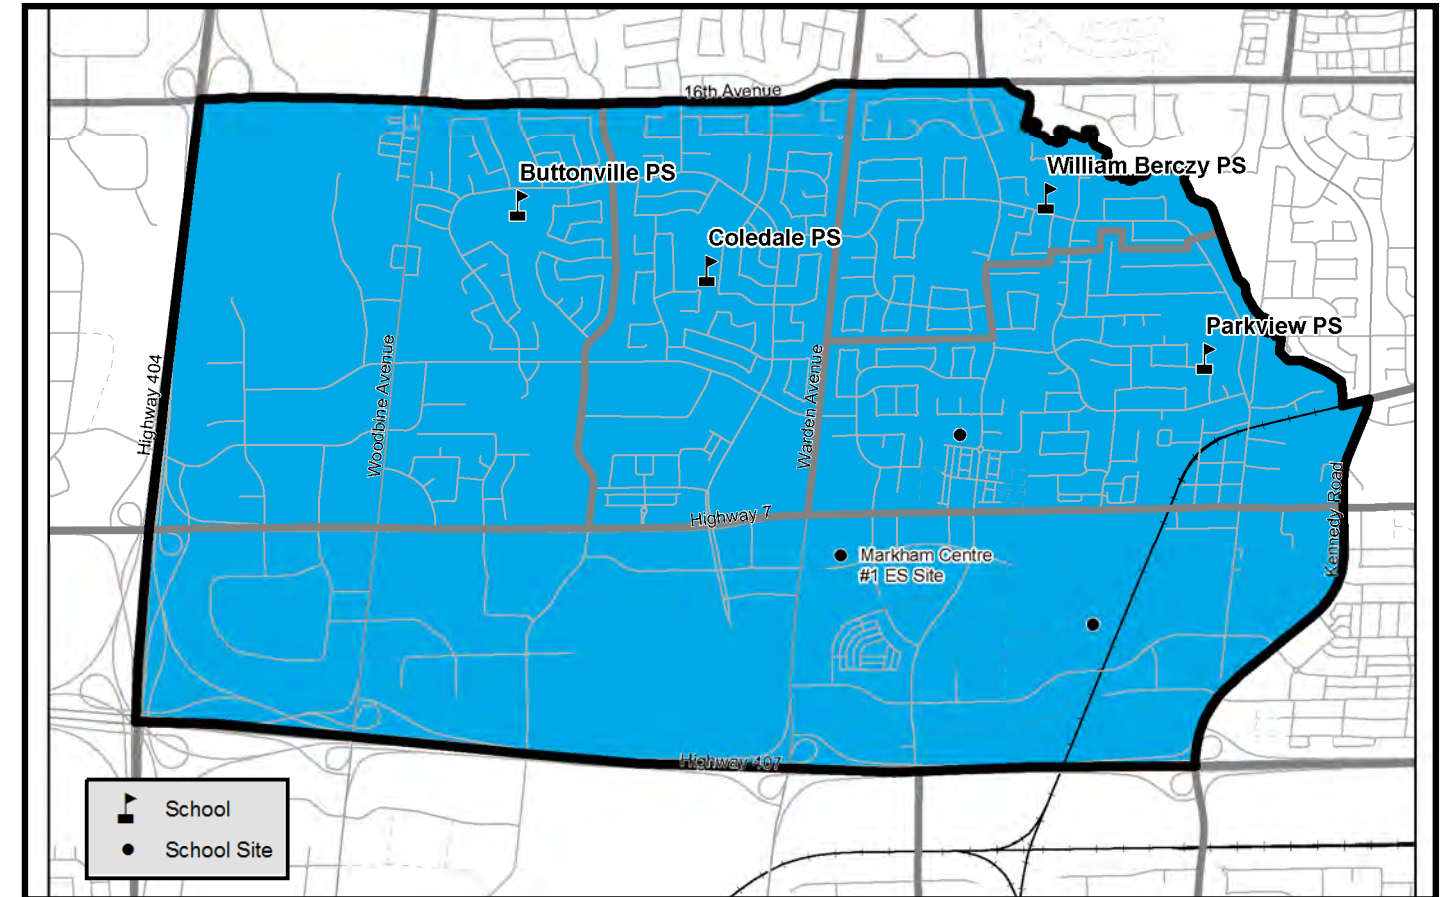 16th Avenue
William Berczy PS
Buttonville PS
Coledale PS
Parkview PS
Highway 404
Woodbine Avenue
Warden Avenue
Kennedy Road
Highway 7
Markham Centre
#1 ES Site
Highway 407
School
School Site